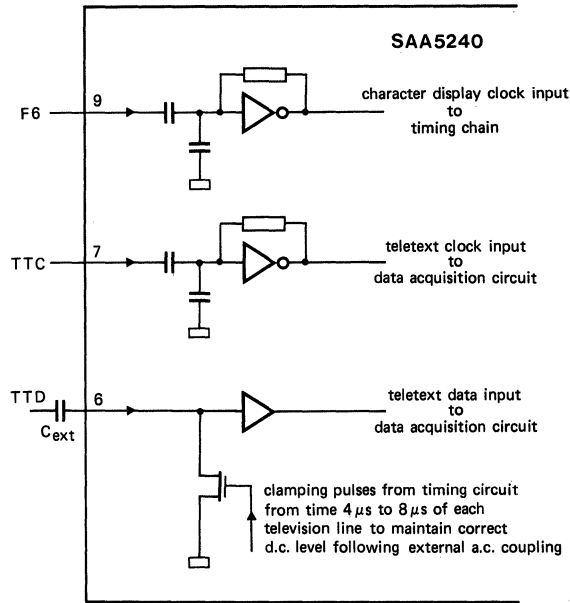 SAA5240
F6
9
character display clock input
to
timing chain
TTC
7
teletext clock input
to
data acquisition circuit
TTD
Cext
6
teletext data input
to
data acquisition circuit
clamping pulses from timing circuit
from time 4 μs to 8 μs of each
television line to maintain correct
d.c. level following external a.c. coupling